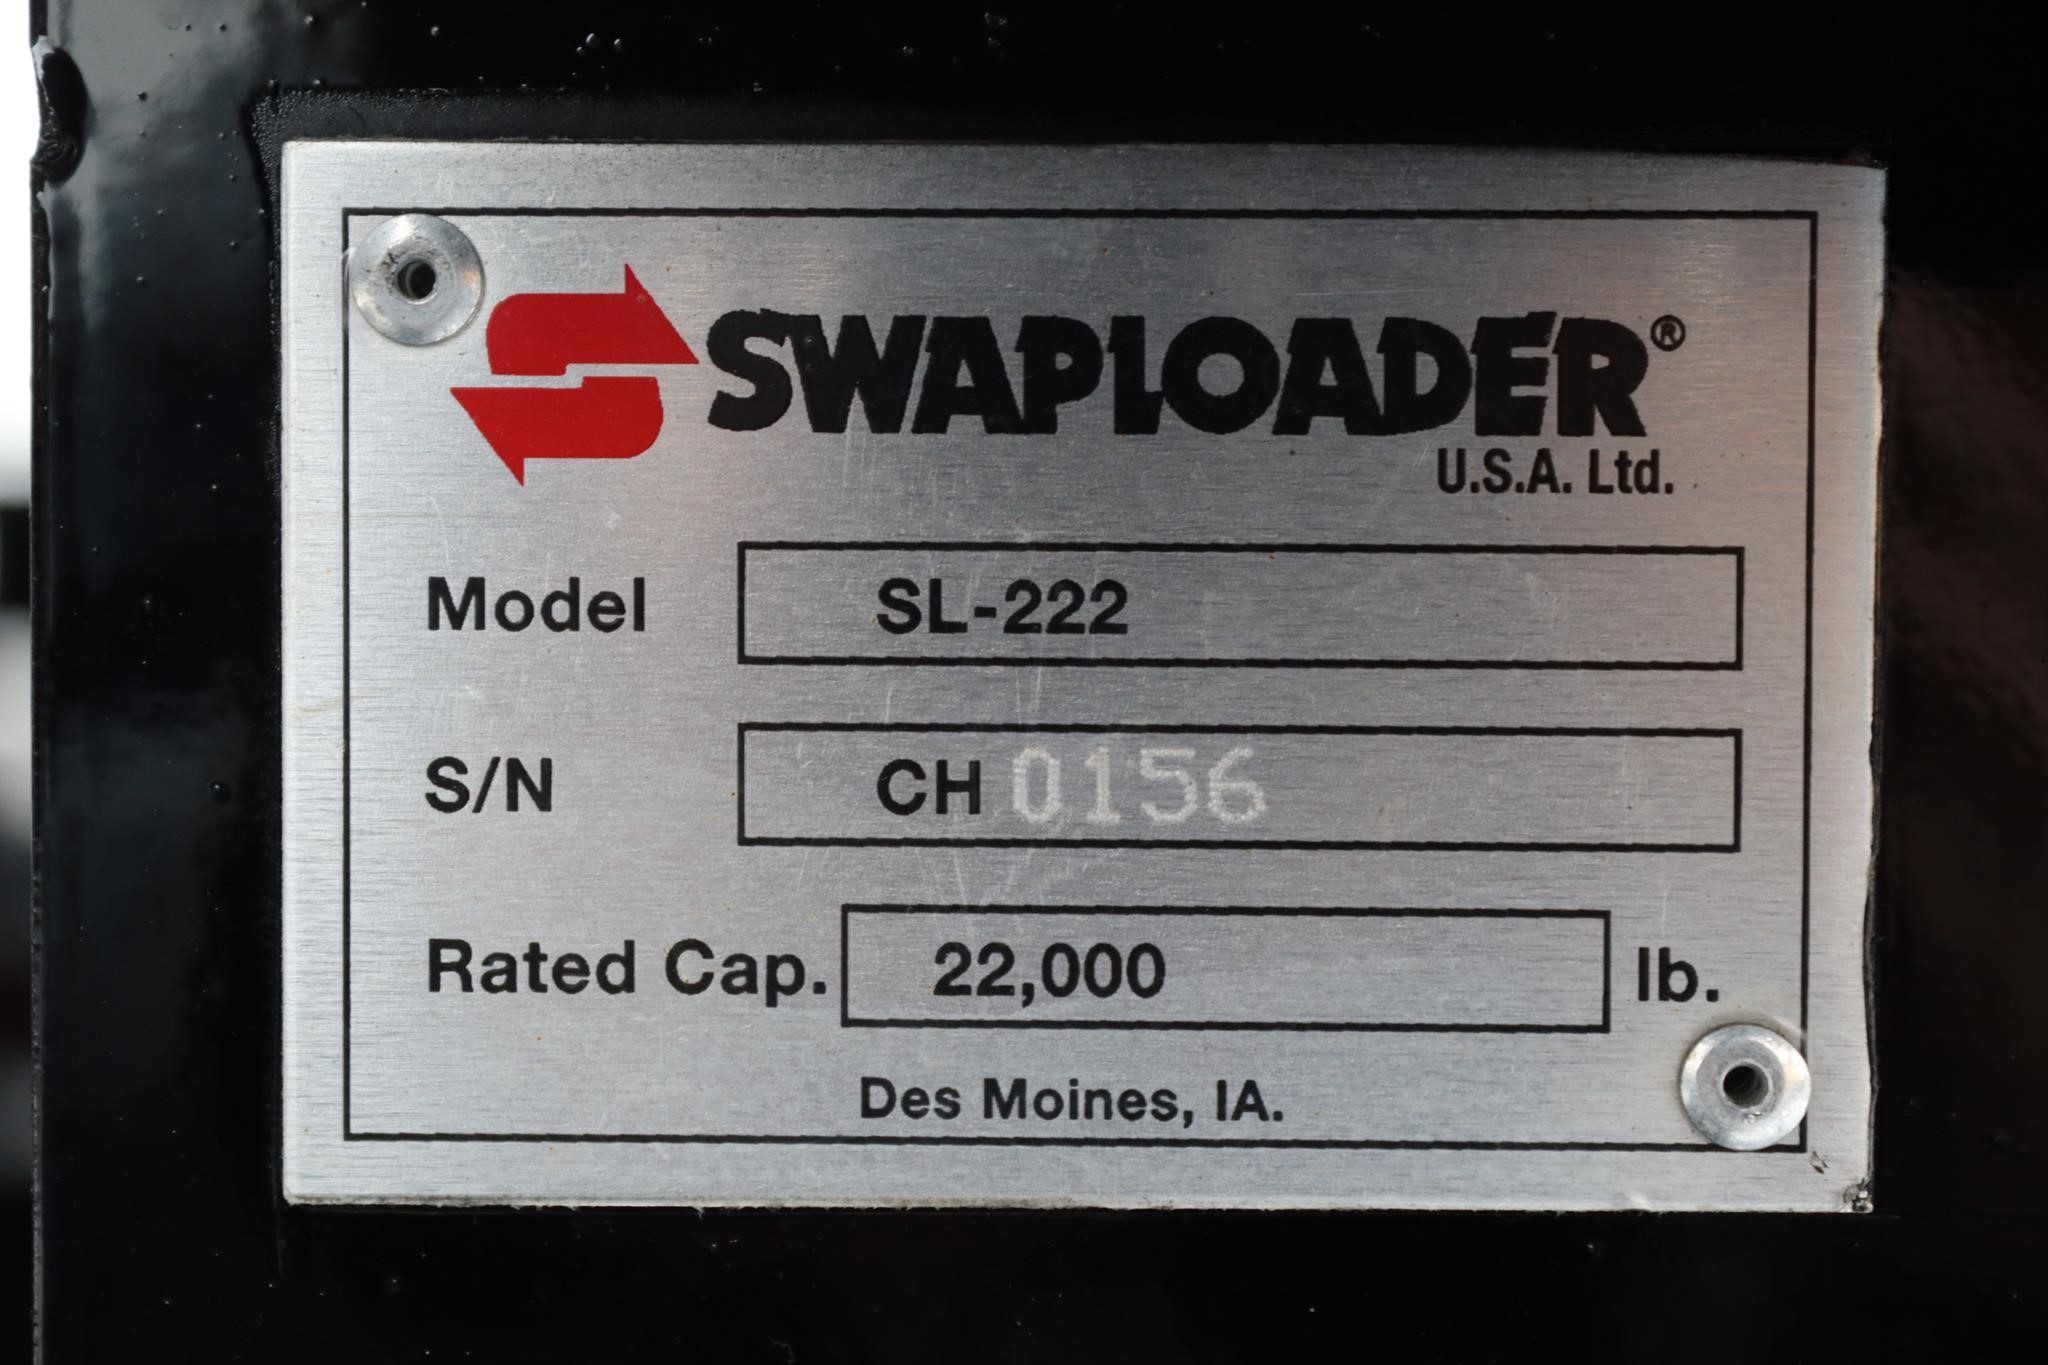 SWAPLOADER®
U.S.A. Ltd.
Model SL-222
S/N CH 0156
Rated Cap. 22,000 lb.
Des Moines, IA.